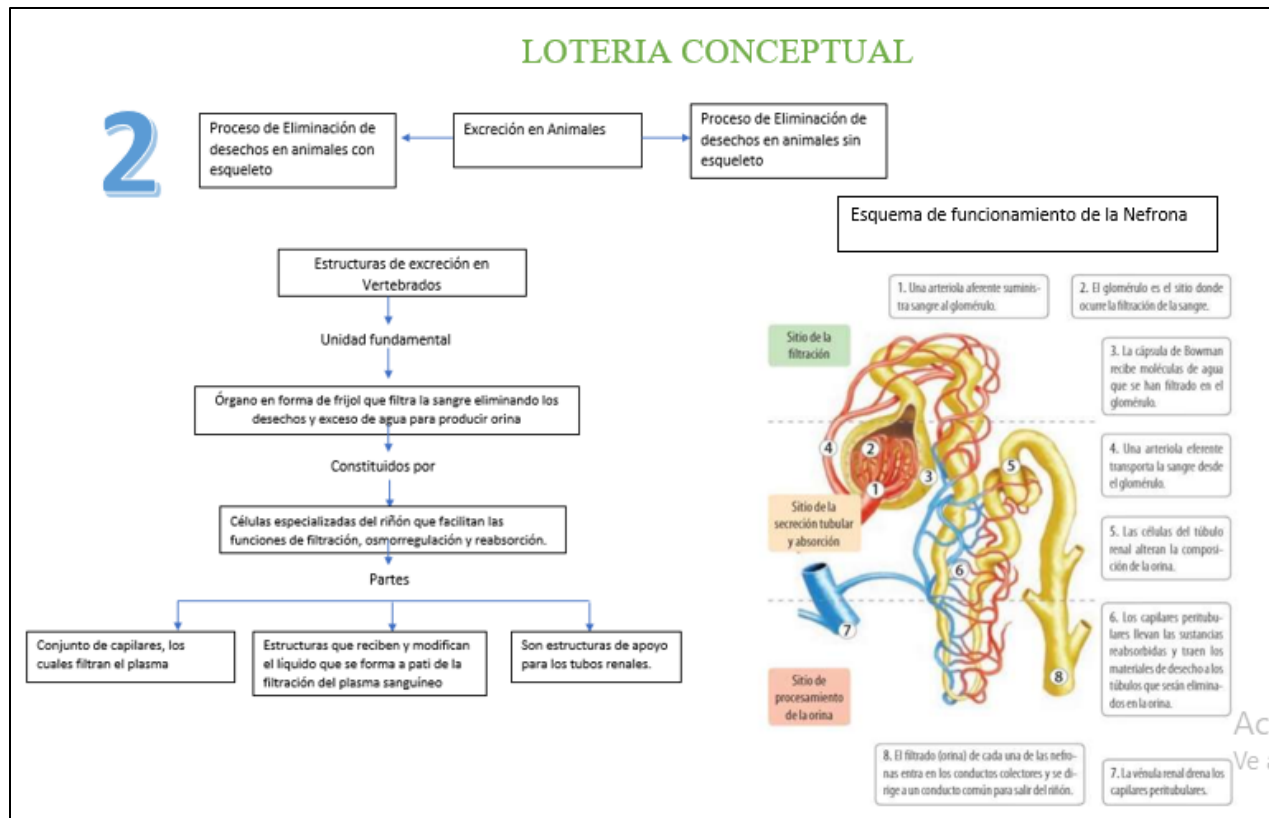 LOTERIA CONCEPTUAL
2
Proceso de Eliminación de
desechos en animales con
esqueleto
Excreción en Animales
Proceso de Eliminación de
desechos en animales sin
esqueleto
Estructuras de excreción en
Vertebrados
Unidad fundamental
Órgano en forma de frijol que filtra la sangre eliminando los
desechos y exceso de agua para producir orina
Constituidos por
Células especializadas del riñón que facilitan las
funciones de filtración, osmorregulación y reabsorción.
Partes
Conjunto de capilares, los
cuales filtran el plasma
Estructuras que reciben y modifican
el líquido que se forma a pati de la
filtración del plasma sanguíneo
Son estructuras de apoyo
para los tubos renales.
Esquema de funcionamiento de la Nefrona
1. Una arteriola aferente suminis-
tra sangre al glomérulo.
2. El glomérulo es el sitio donde
ocurre la filtración de la sangre.
Sitio de la
filtración
3. La cápsula de Bowman
recibe moléculas de agua
que se han filtrado en el
glomérulo.
4
2
1
3
5
4. Una arteriola eferente
transporta la sangre desde
el glomérulo.
Sitio de la
secreción tubular
y absorción
5. Las células del túbulo
renal alteran la composi-
ción de la orina.
6
7
8
6. Los capilares peritubu-
lares llevan las sustancias
reabsorbidas y traen los
materiales de desecho a los
túbulos que serán elimina-
dos en la orina.
Sitio de
procesamiento
de la orina
8. El filtrado (orina) de cada una de las nefro-
nas entra en los conductos colectores y se di-
rige a un conducto común para salir del riñón.
7. La vénula renal drena los
capilares peritubulares.
Ac
Ve a